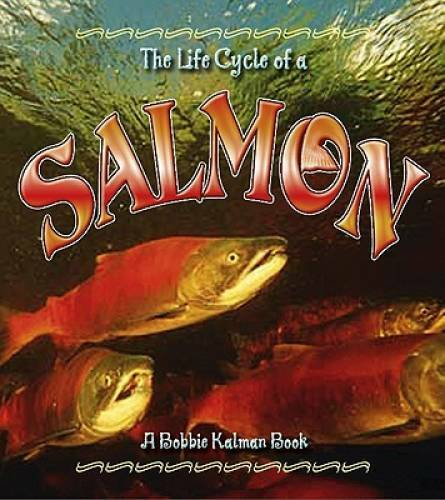 The Life Cycle of a
SALMON
A Bobbie Kalman Book